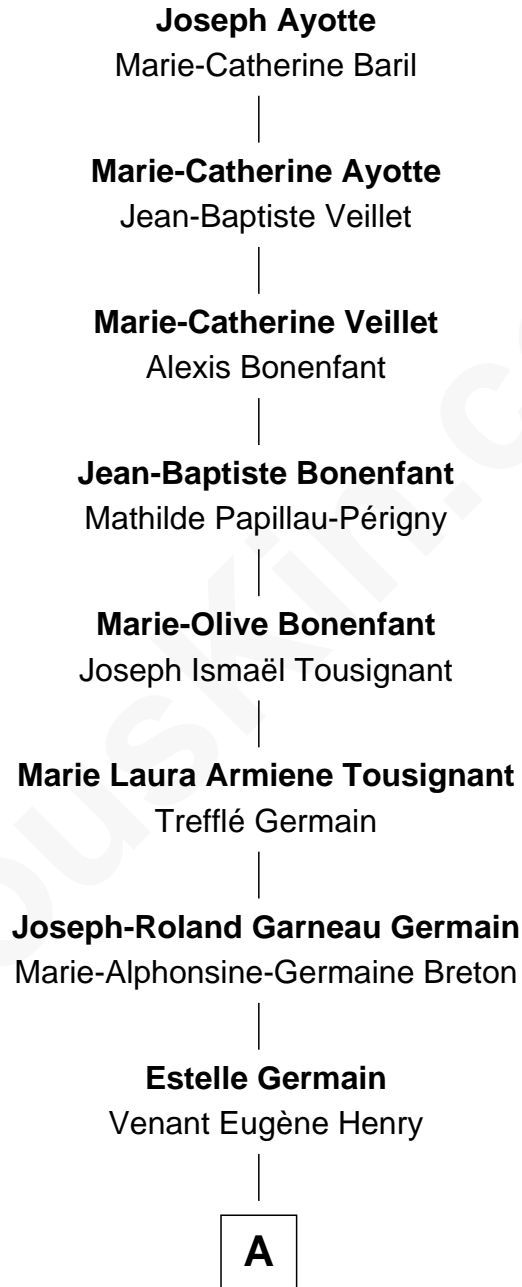 Joseph Ayotte
Marie-Catherine Baril
Marie-Catherine Ayotte
Jean-Baptiste Veillet
Marie-Catherine Veillet
Alexis Bonenfant
Jean-Baptiste Bonenfant
Mathilde Papillau-Périgny
Marie-Olive Bonenfant
Joseph Ismaël Tousignant
Marie Laura Armiene Tousignant
Trefflé Germain
Joseph-Roland Garneau Germain
Marie-Alphonsine-Germaine Breton
Estelle Germain
Venant Eugène Henry
A